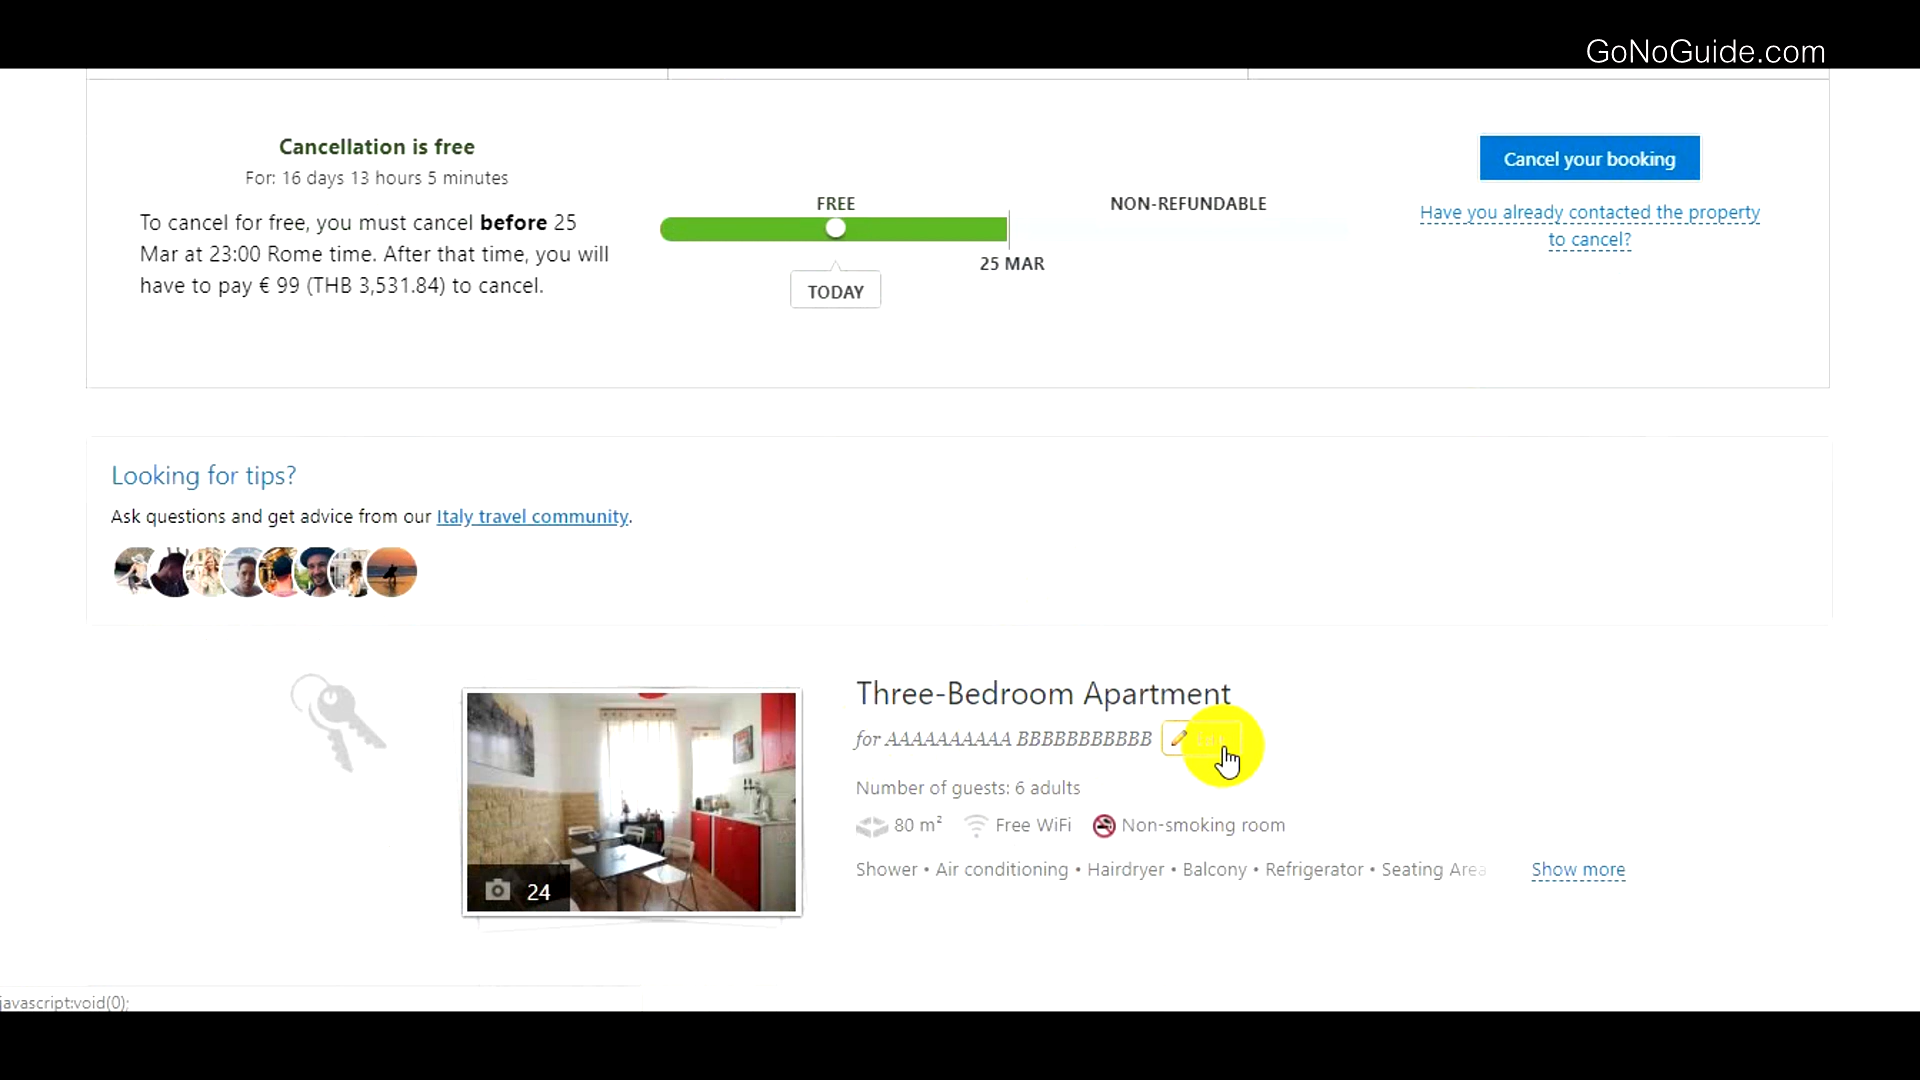 GoNoGuide.com
Cancellation is free
For: 16 days 13 hours 5 minutes
To cancel for free, you must cancel before 25
Mar at 23:00 Rome time. After that time, you will
have to pay € 99 (THB 3,531.84) to cancel.
FREE
NON-REFUNDABLE
25 MAR
TODAY
Cancel your booking
Have you already contacted the property
to cancel?
Looking for tips?
Ask questions and get advice from our Italy travel community.
24
Three-Bedroom Apartment
for AAAAAAAAAA BBBBBBBBBBB
Number of guests: 6 adults
80 m² Free WiFi Non-smoking room
Shower • Air conditioning • Hairdryer • Balcony • Refrigerator • Seating Area
Show more
javascript:void(0);